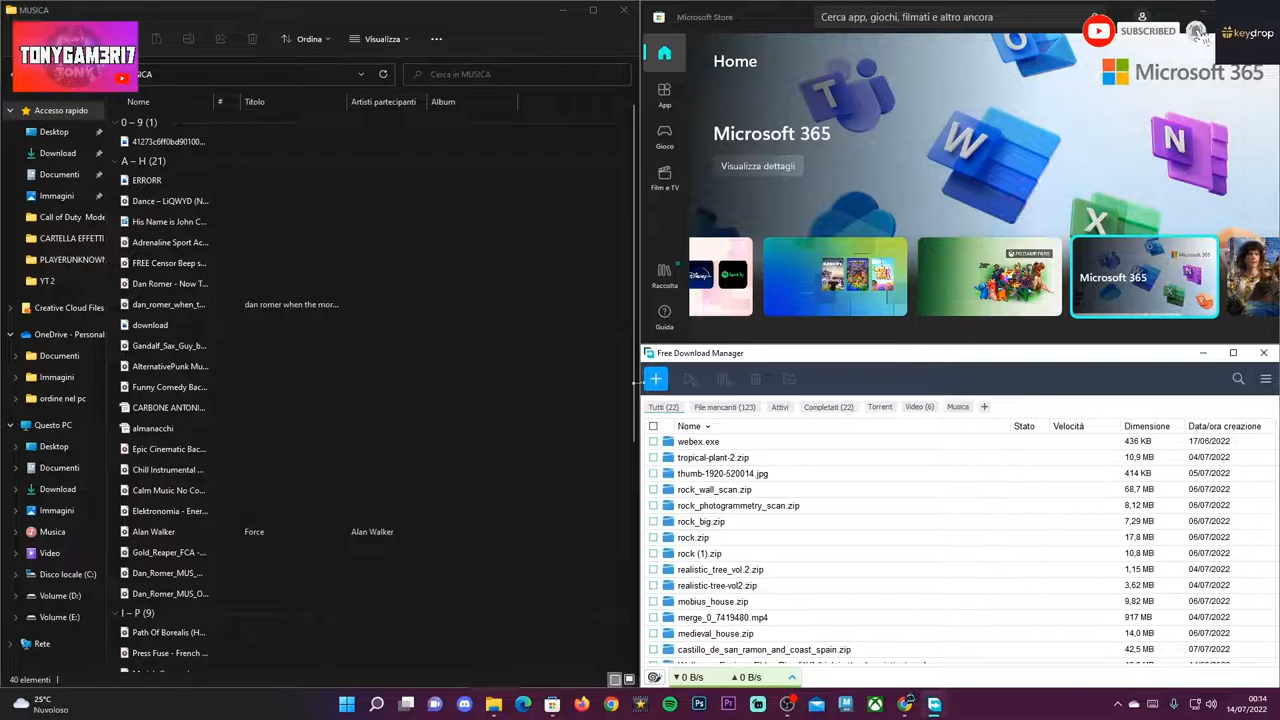 MUSICA
TONYGAM3R17
Ordina
Visualizza
MUSICA
Cerca in MUSICA
Nome
#
Titolo
Artisti partecipanti
Album
Accesso rapido
Desktop
Download
Documenti
Immagini
Call of Duty Mode
CARTELLA EFFETTI
PLAYERUNKNOWN
YT 2
Creative Cloud Files
OneDrive - Personal
Documenti
Immagini
ordine nel pc
Questo PC
Desktop
Documenti
Download
Immagini
Musica
Video
Disco locale (C:)
Volume (D:)
Volume (E:)
Rete
0 – 9 (1)
41273c6ff0bd90100...
A – H (21)
ERRORR
Dance – LiQWYD (N...
His Name is John C...
Adrenaline Sport Ac...
FREE Censor Beep s...
Dan Romer - Now T...
dan_romer_when_t... dan romer when the mor...
download
Gandalf_Sax_Guy_b...
AlternativePunk Mu...
Funny Comedy Bac...
CARBONE ANTONI...
almanacchi
Epic Cinematic Bac...
Chill Instrumental ...
Calm Music No Co...
Elektronomia - Ener...
Alan Walker Force Alan Walker
Gold_Reaper_FCA -...
Dan_Romer_MUS_...
Dan_Romer_MUS_O...
I – P (9)
Path Of Borealis (H...
Press Fuse - French ...
40 elementi
Microsoft Store
Cerca app, giochi, filmati e altro ancora
SUBSCRIBED
keydrop
Home
App
Gioco
Film e TV
Raccolta
Guida
Microsoft 365
Microsoft 365
Visualizza dettagli
Microsoft 365
Free Download Manager
Tutti (22)
File mancanti (123)
Attivi
Completati (22)
Torrent
Video (6)
Musica
Nome Stato Velocità Dimensione Data/ora creazione
webex.exe 436 KB 17/06/2022
tropical-plant-2.zip 10,9 MB 04/07/2022
thumb-1920-520014.jpg 414 KB 05/07/2022
rock_wall_scan.zip 68,7 MB 06/07/2022
rock_photogrammetry_scan.zip 8,12 MB 06/07/2022
rock_big.zip 7,29 MB 06/07/2022
rock.zip 17,8 MB 06/07/2022
rock (1).zip 10,8 MB 06/07/2022
realistic_tree_vol.2.zip 1,15 MB 04/07/2022
realistic-tree-vol2.zip 3,62 MB 04/07/2022
mobius_house.zip 9,82 MB 06/07/2022
merge_0_7419480.mp4 917 MB 04/07/2022
medieval_house.zip 14,0 MB 06/07/2022
castillo_de_san_ramon_and_coast_spain.zip 42,5 MB 07/07/2022
0 B/s
0 B/s
25°C
Nuvoloso
00:34
14/07/2022